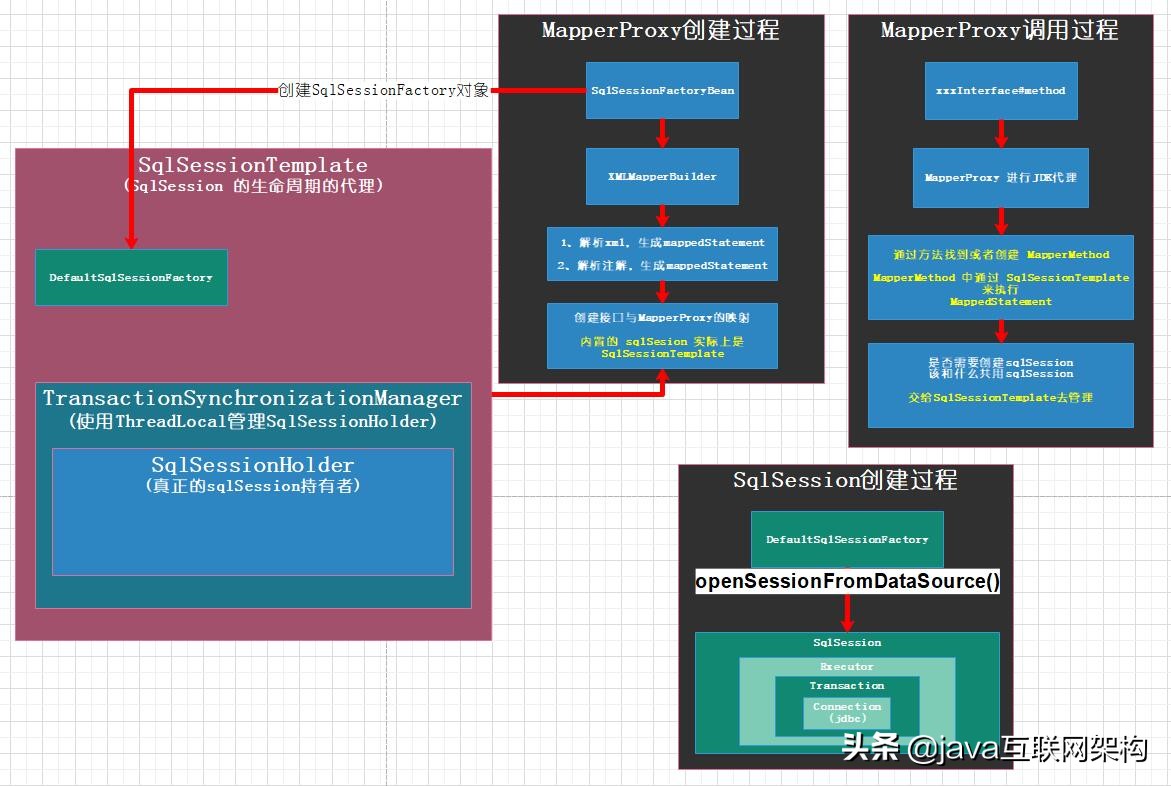 创建SqlSessionFactory对象
SqlSessionTemplate
(SqlSession 的生命周期的代理)
DefaultSqlSessionFactory
TransactionSynchronizationManager
(使用ThreadLocal管理SqlSessionHolder)
SqlSessionHolder
(真正的sqlSession持有者)
MapperProxy创建过程
SqlSessionFactoryBean
XMLMapperBuilder
1、解析xml，生成mappedStatement
2、解析注解，生成mappedStatement
创建接口与MapperProxy的映射
内置的 sqlSesion 实际上是
SqlSessionTemplate
MapperProxy调用过程
xxxInterface#method
MapperProxy 进行JDK代理
通过方法找到或者创建 MapperMethod
MapperMethod 中通过 SqlSessionTemplate
来执行
MappedStatement
是否需要创建sqlSession
该和什么共用sqlSession
交给SqlSessionTemplate去管理
SqlSession创建过程
DefaultSqlSessionFactory
openSessionFromDataSource()
SqlSession
Executor
Transaction
Connection
(jdbc)
头条 @java互联网架构